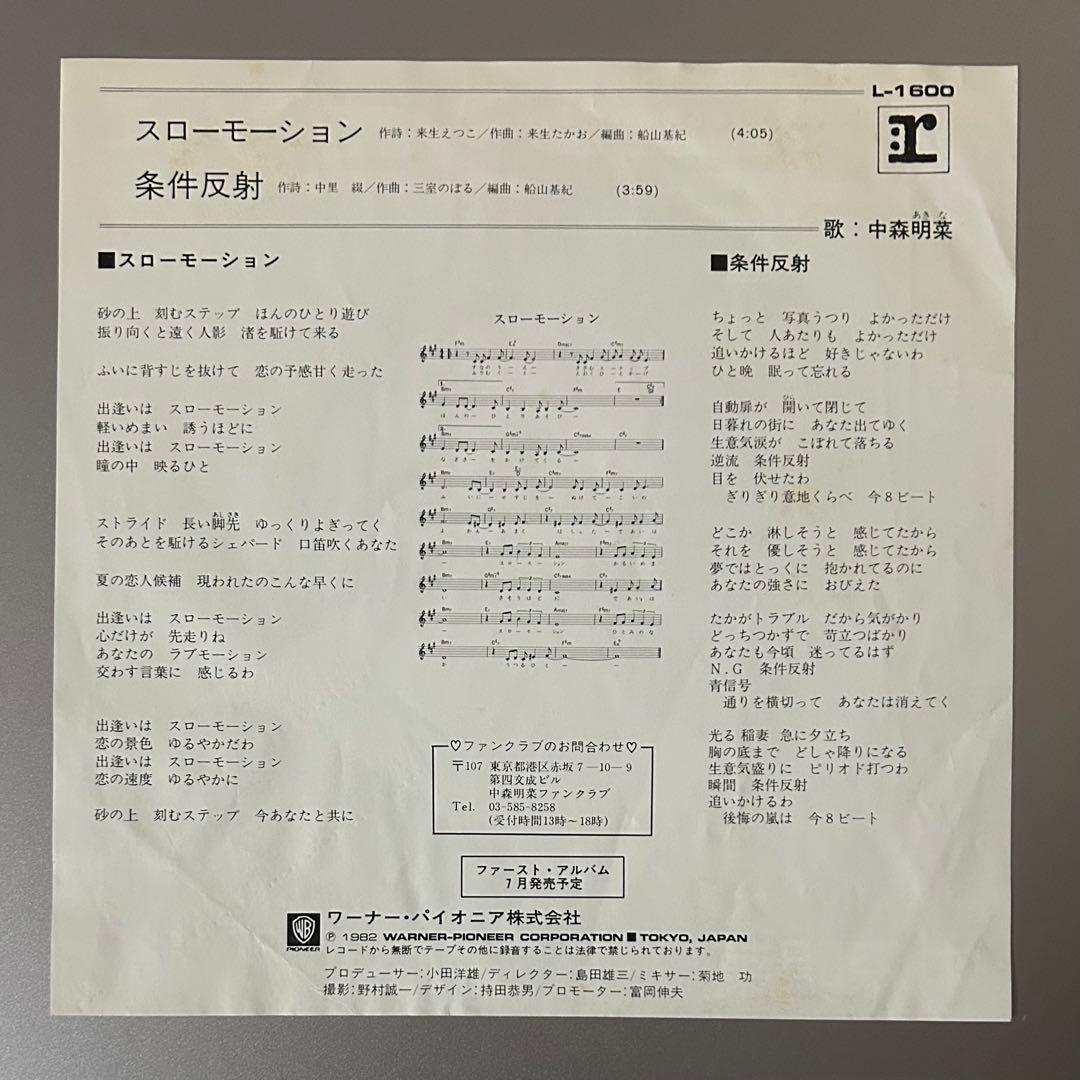 L-1600
スローモーション 作詩：来生えつこ／作曲：来生たかお／編曲：船山基紀 (4:05)
条件反射 作詩：中里 綴／作曲：三室のぼる／編曲：船山基紀 (3:59)
r
あき な
歌：中森明菜
■スローモーション
砂の上 刻むステップ ほんのひとり遊び
振り向くと遠く人影 渚を駈けて来る
ふいに背すじを抜けて 恋の予感甘く走った
出逢いは スローモーション
軽いめまい 誘うほどに
出逢いは スローモーション
瞳の中 映るひと
あしさき
ストライド 長い脚先 ゆっくりよぎってく
そのあとを駈けるシェパード 口笛吹くあなた
夏の恋人候補 現われたのこんな早くに
出逢いは スローモーション
心だけが 先走りね
あなたの ラブモーション
交わす言葉に 感じるわ
出逢いは スローモーション
恋の景色 ゆるやかだわ
出逢いは スローモーション
恋の速度 ゆるやかに
砂の上 刻むステップ 今あなたと共に
スローモーション
■条件反射
ちょっと 写真うつり よかっただけ
そして 人あたりも よかっただけ
追いかけるほど 好きじゃないわ
ひと晩 眠って忘れる
ひら
自動扉が 開いて閉じて
日暮れの街に あなた出てゆく
生意気涙が こぼれて落ちる
逆流 条件反射
目を 伏せたわ
ぎりぎり意地くらべ 今8ビート
どこか 淋しそうと 感じてたから
それを 優しそうと 感じてたから
夢ではとっくに 抱かれてるのに
あなたの強さに おびえた
たかがトラブル だから気がかり
どっちつかずで 苛立つばかり
あなたも今頃 迷ってるはず
N.G 条件反射
青信号
通りを横切って あなたは消えてく
光る稲妻 急に夕立ち
胸の底まで どしゃ降りになる
生意気盛りに ピリオド打つわ
瞬間 条件反射
追いかけるわ
後悔の嵐は 今8ビート
♡ファンクラブのお問合わせ♡
〒107 東京都港区赤坂7―10―9
第四文成ビル
中森明菜ファンクラブ
Tel. 03-585-8258
(受付時間13時～18時)
ファースト・アルバム
7月発売予定
WB
PIONEER
ワーナー・パイオニア株式会社
Ⓟ 1982 WARNER-PIONEER CORPORATION ■ TOKYO, JAPAN
レコードから無断でテープその他に録音することは法律で禁じられております。
プロデューサー：小田洋雄/ディレクター：島田雄三/ミキサー：菊地 功
撮影：野村誠一/デザイン：持田恭男/プロモーター：富岡伸夫